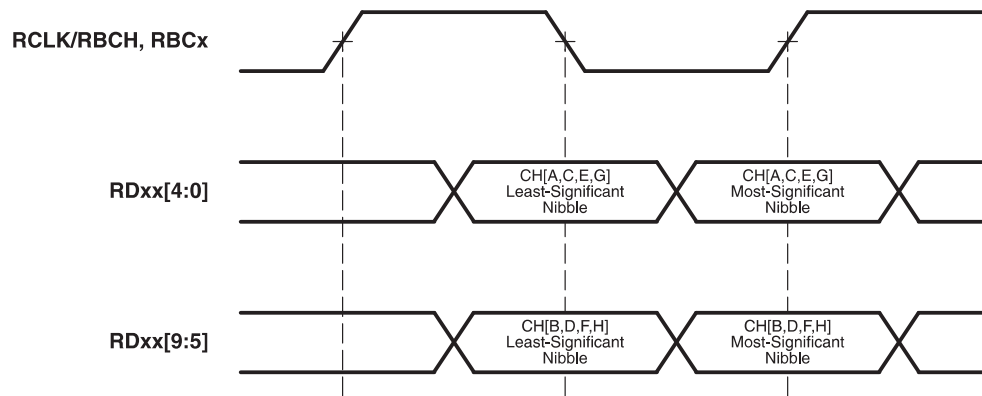 RCLK/RBCH, RBCx
RDxx[4:0]
CH[A,C,E,G]
Least-Significant
Nibble
CH[A,C,E,G]
Most-Significant
Nibble
RDxx[9:5]
CH[B,D,F,H]
Least-Significant
Nibble
CH[B,D,F,H]
Most-Significant
Nibble